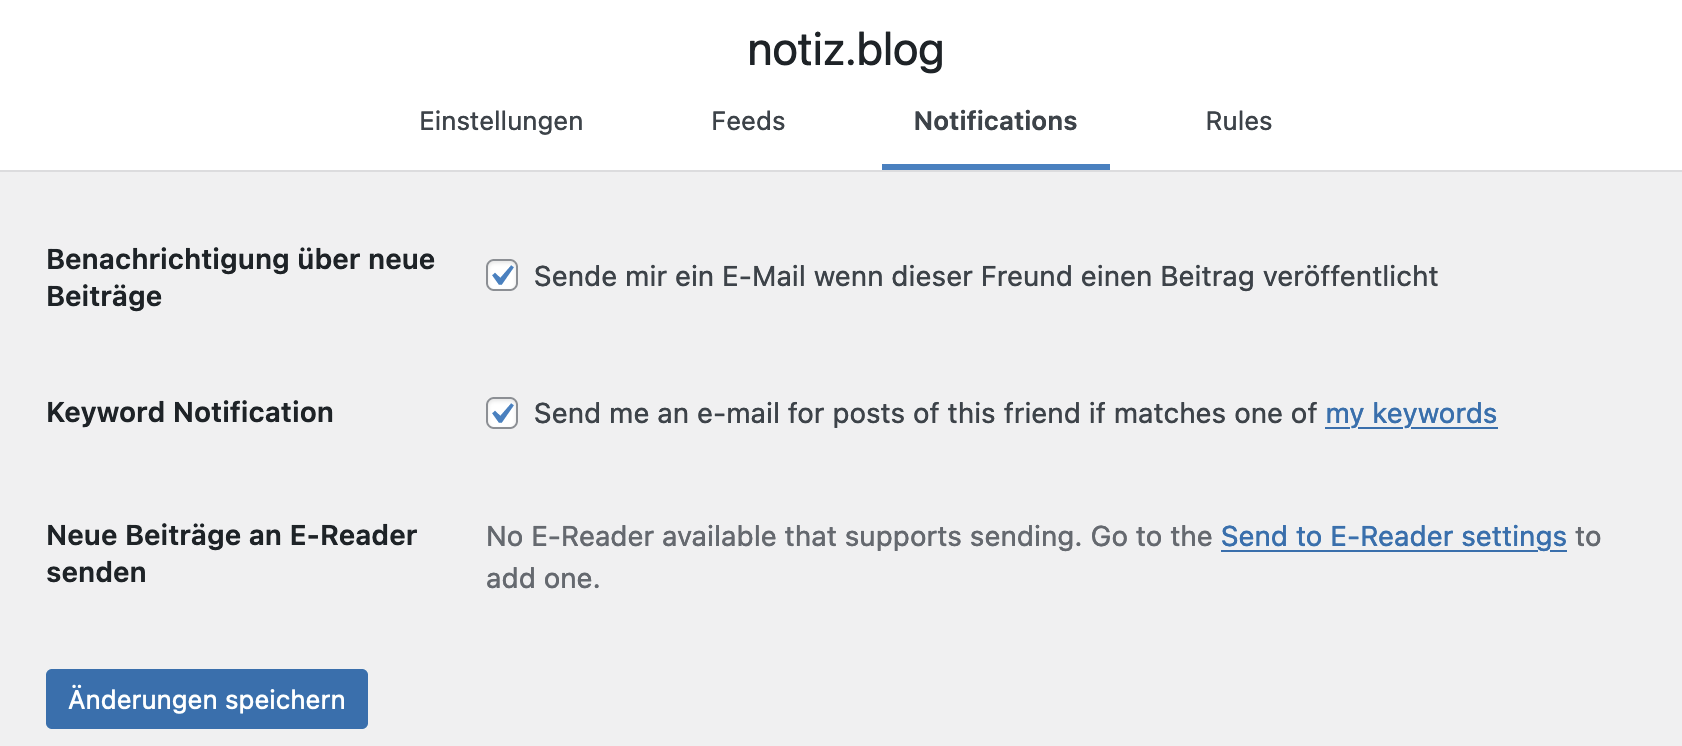 notiz.blog
Einstellungen Feeds Notifications Rules
Benachrichtigung über neue
Beiträge
Sende mir ein E-Mail wenn dieser Freund einen Beitrag veröffentlicht
Keyword Notification
Send me an e-mail for posts of this friend if matches one of my keywords
Neue Beiträge an E-Reader
senden
No E-Reader available that supports sending. Go to the Send to E-Reader settings to
add one.
Änderungen speichern